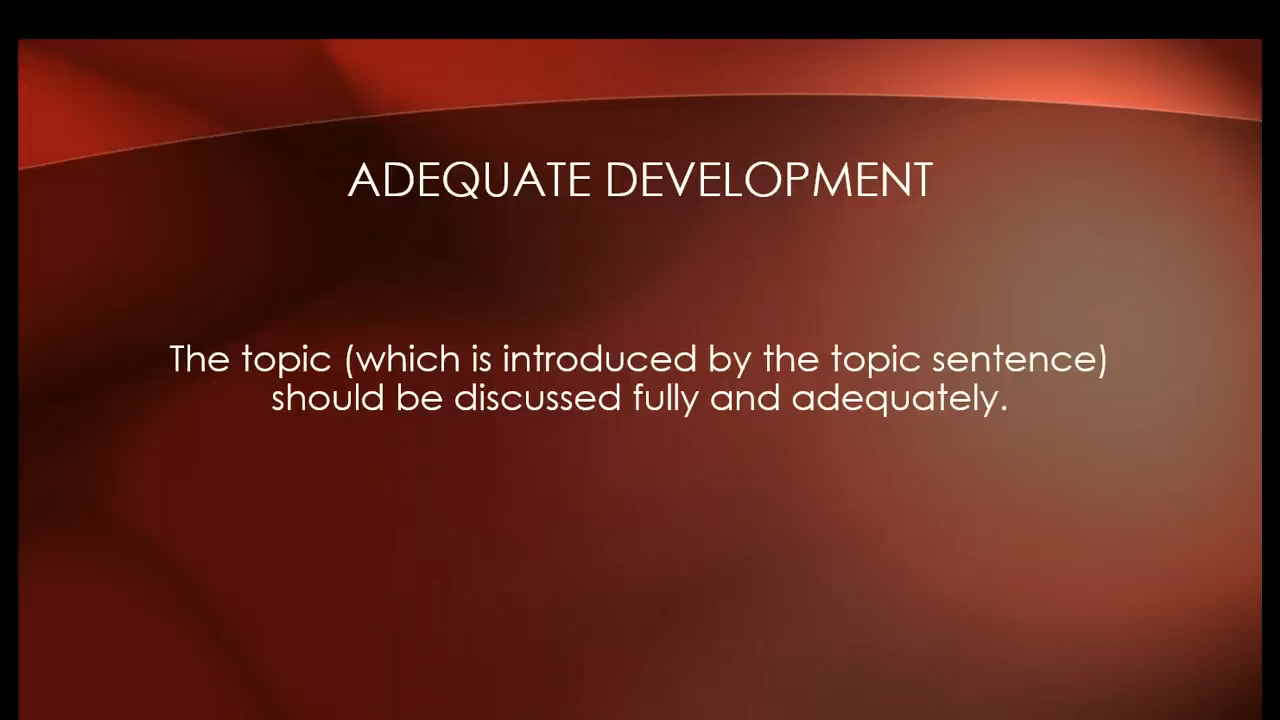 ADEQUATE DEVELOPMENT
The topic (which is introduced by the topic sentence)
should be discussed fully and adequately.